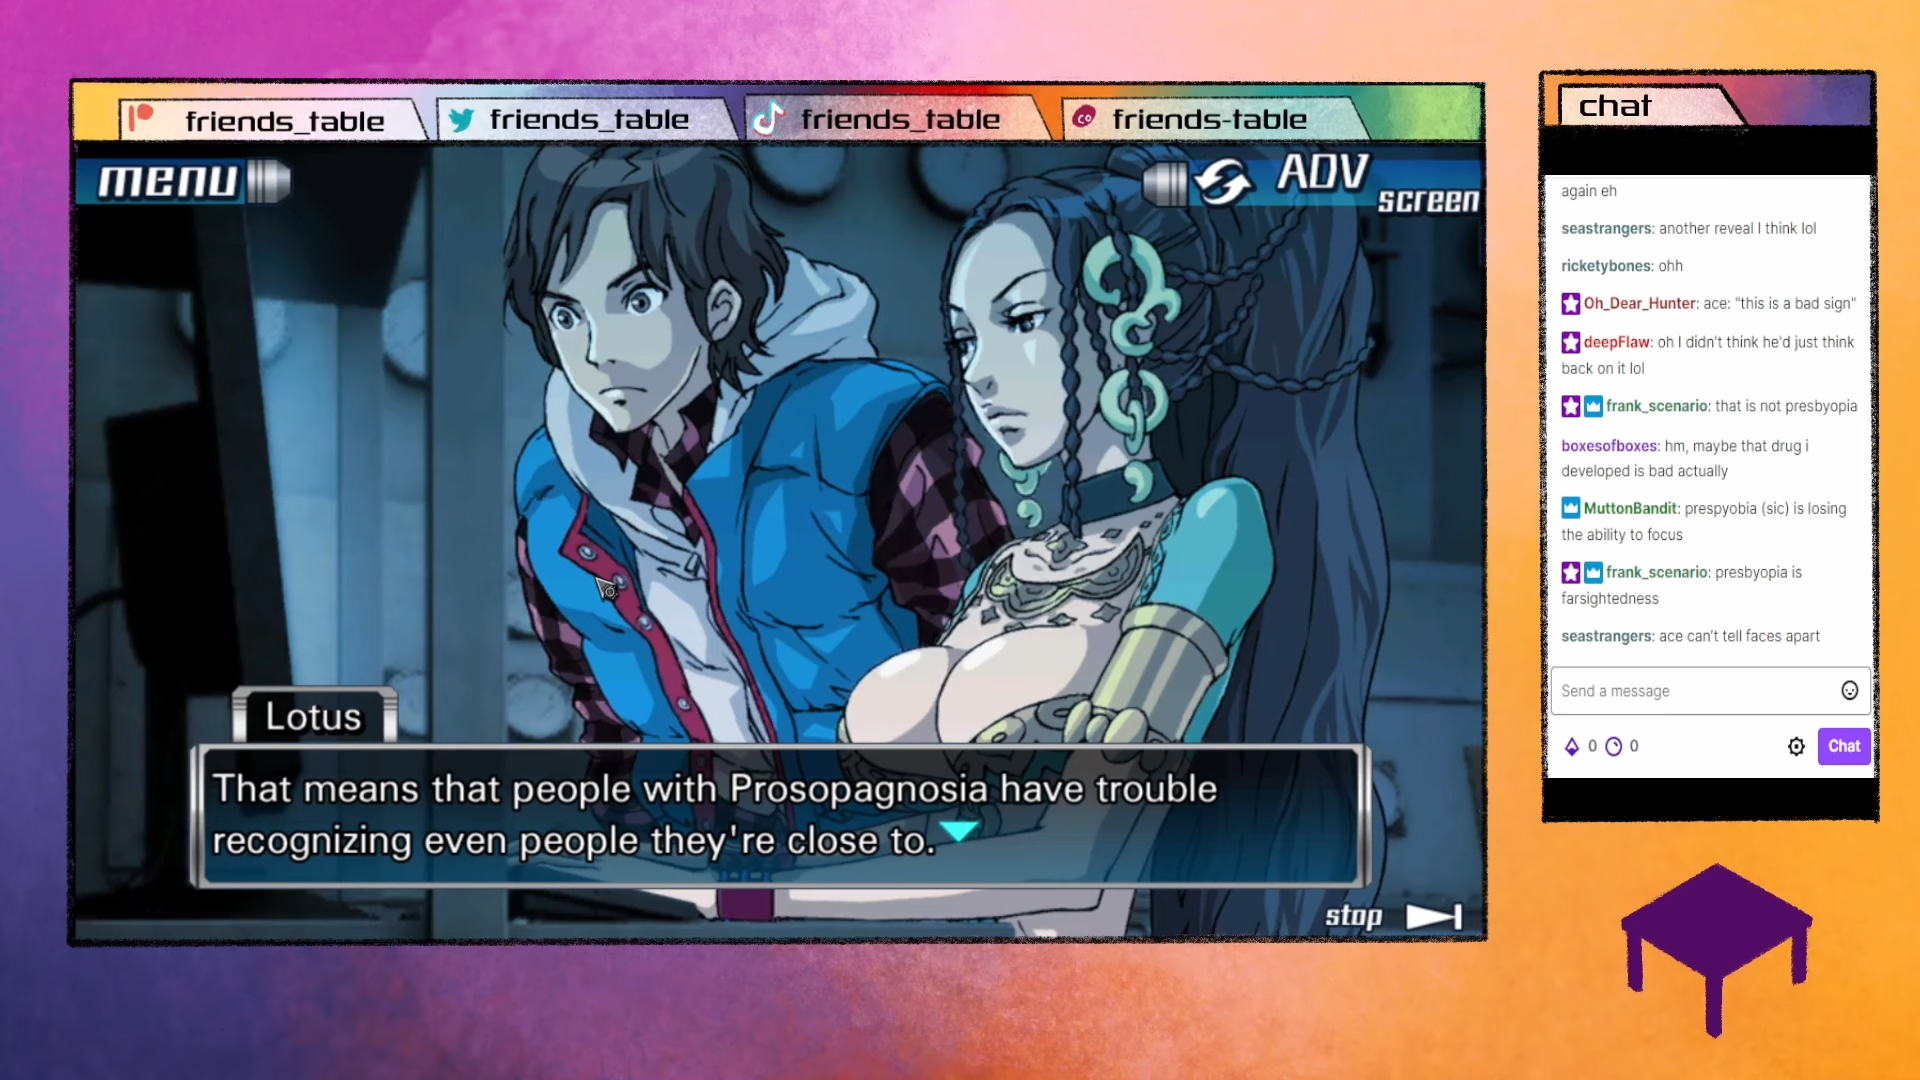 friends_table
friends_table
friends_table
friends-table
menu
ADV
screen
Lotus
That means that people with Prosopagnosia have trouble
recognizing even people they're close to.
stop
chat
again eh
seastrangers: another reveal I think lol
ricketybones: ohh
Oh_Dear_Hunter: ace: "this is a bad sign"
deepFlaw: oh I didn't think he'd just think
back on it lol
frank_scenario: that is not presbyopia
boxesofboxes: hm, maybe that drug i
developed is bad actually
MuttonBandit: prespyobia (sic) is losing
the ability to focus
frank_scenario: presbyopia is
farsightedness
seastrangers: ace can't tell faces apart
Send a message
0 0
Chat